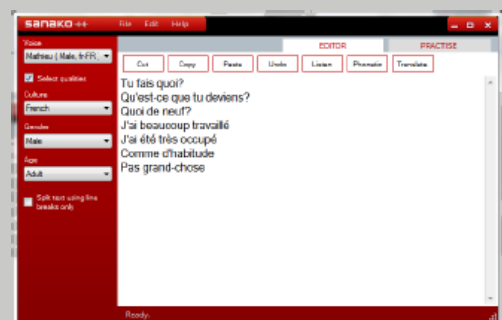 sanako
File Edit Help
Voice
Mathieu ( Male, fr-FR)
EDITOR PRACTISE
Cut Copy Paste Undo Listen Phonetic Translate
Select qualities
Culture
French
Gender
Male
Age
Adult
Split text using line
breaks only
Tu fais quoi?
Qu'est-ce que tu deviens?
Quoi de neuf?
J'ai beaucoup travaillé
J'ai été très occupé
Comme d'habitude
Pas grand-chose
Ready.